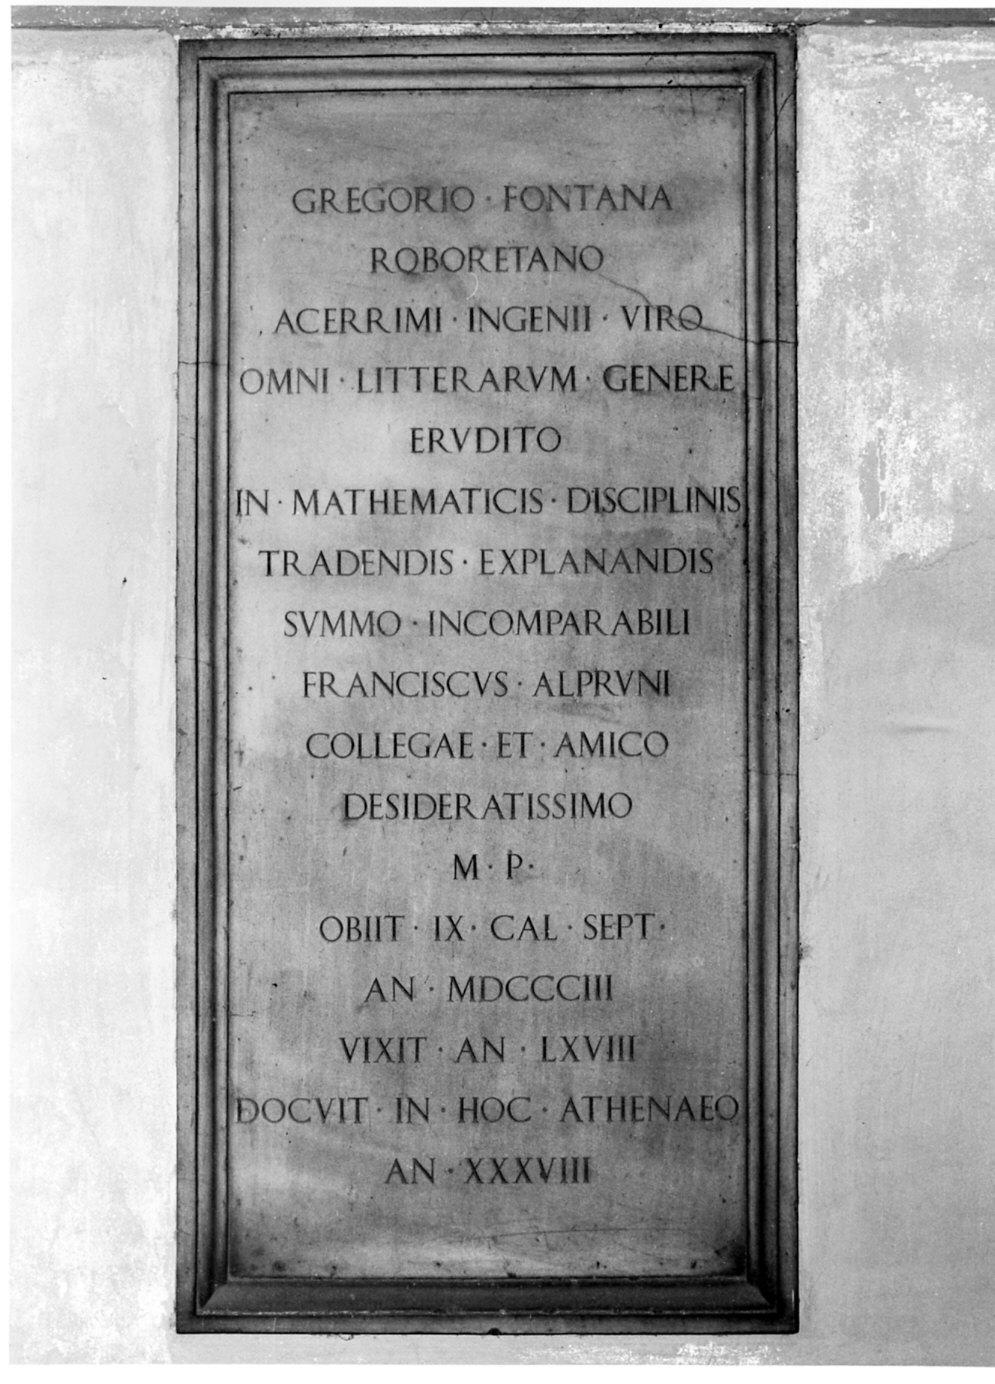 GREGORIO · FONTANA
ROBORETANO
ACERRIMI · INGENII · VIRO
OMNI · LITTERARVM · GENERE
ERVDITO
IN · MATHEMATICIS · DISCIPLINIS
TRADENDIS · EXPLANANDIS
SVMMO · INCOMPARABILI
FRANCISCVS · ALPRVNI
COLLEGAE · ET · AMICO
DESIDERATISSIMO
M · P ·
OBIIT · IX · CAL · SEPT ·
AN · MDCCCIII
VIXIT · AN · LXVIII
DOCVIT · IN · HOC · ATHENAEO
AN · XXXVIII